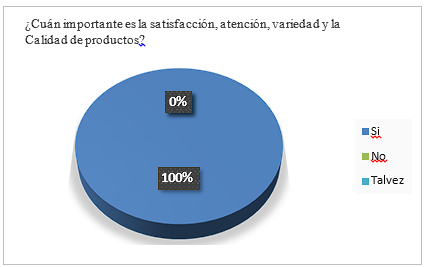 ¿Cuán importante es la satisfacción, atención, variedad y la
Calidad de productos?
0%
100%
Si
No
Talvez